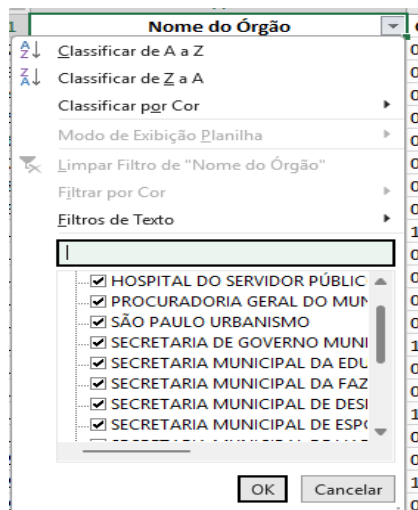 1 Nome do Órgão
Classificar de A a Z
Classificar de Z a A
Classificar por Cor
Modo de Exibição Planilha
Limpar Filtro de "Nome do Órgão"
Filtrar por Cor
Filtros de Texto
HOSPITAL DO SERVIDOR PÚBLIC
PROCURADORIA GERAL DO MUN
SÃO PAULO URBANISMO
SECRETARIA DE GOVERNO MUNI
SECRETARIA MUNICIPAL DA EDU
SECRETARIA MUNICIPAL DA FAZ
SECRETARIA MUNICIPAL DE DESE
SECRETARIA MUNICIPAL DE ESPO
OK Cancelar